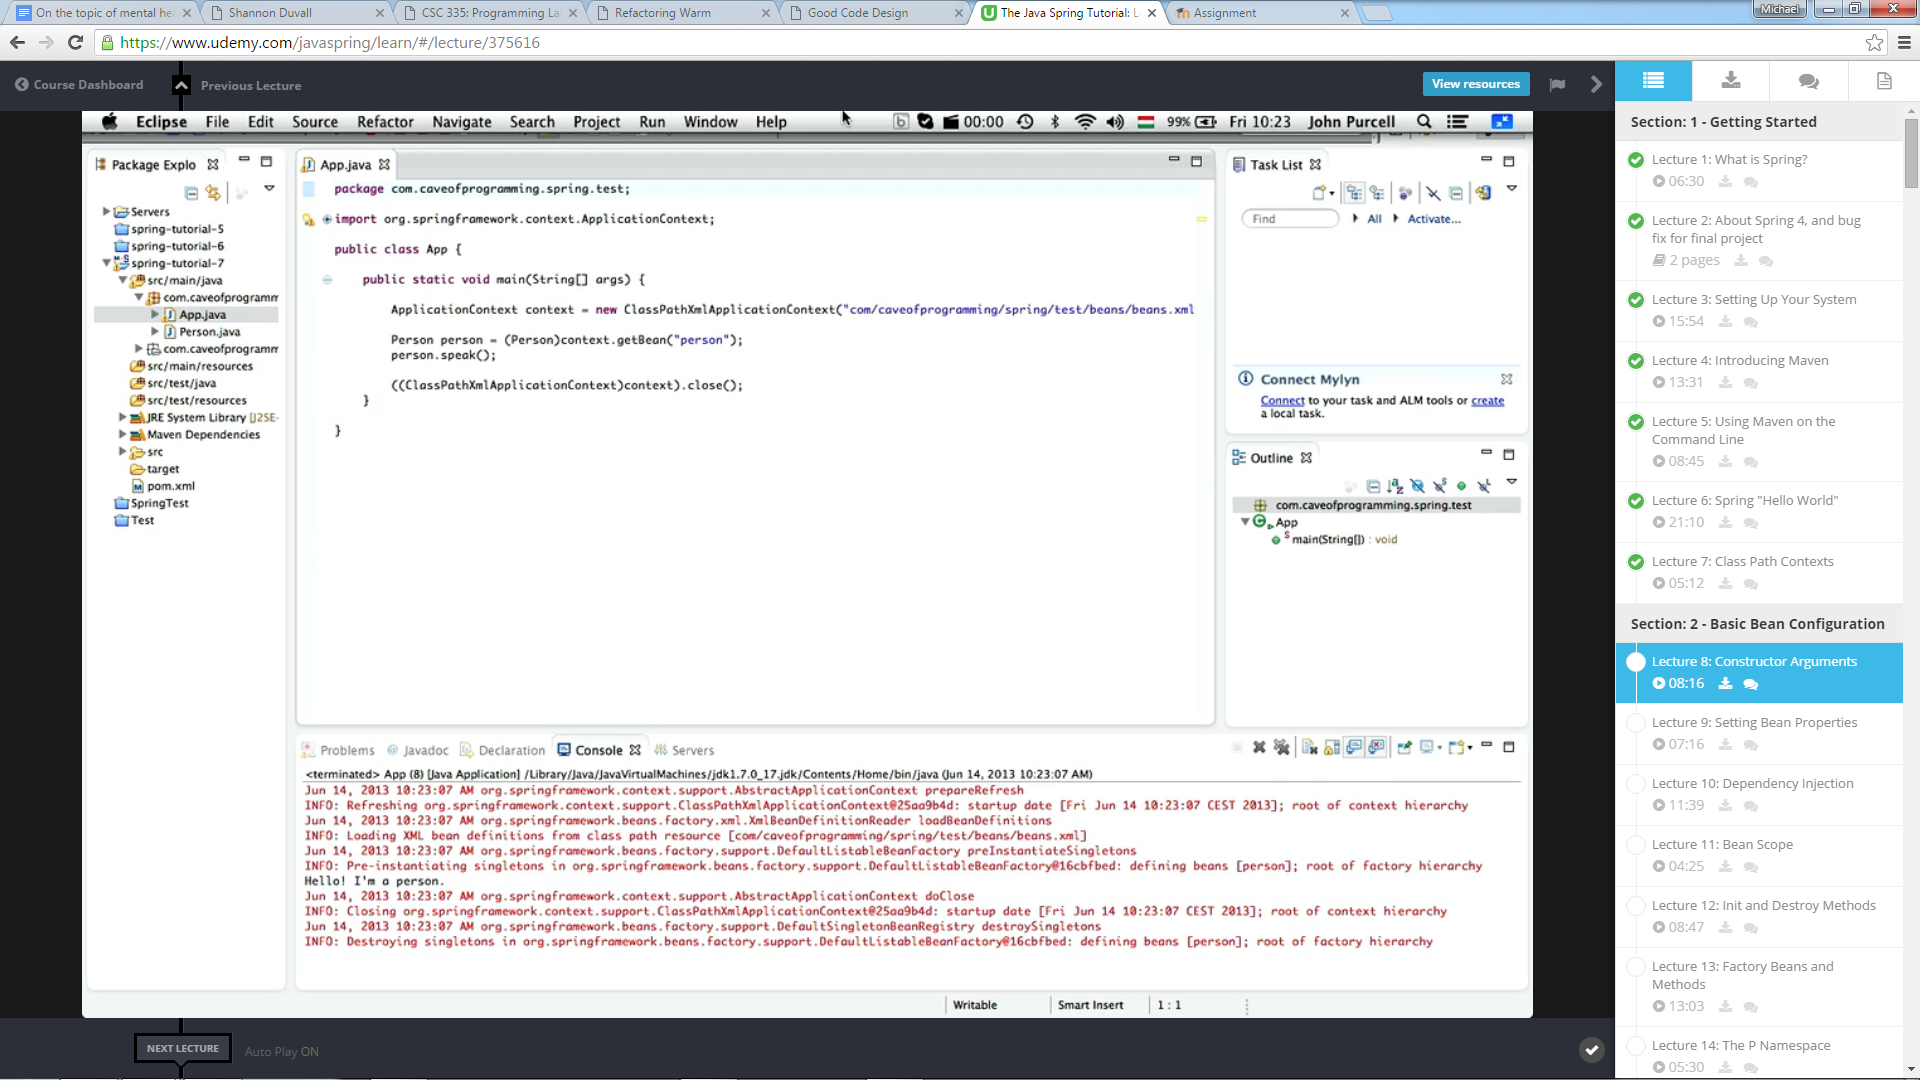 On the topic of mental he
Shannon Duvall
CSC 335: Programming La
Refactoring Warm
Good Code Design
The Java Spring Tutorial: L
Assignment
Michael
https://www.udemy.com/javaspring/learn/#/lecture/375616
Course Dashboard
Previous Lecture
View resources
Eclipse File Edit Source Refactor Navigate Search Project Run Window Help
00:00
99%
Fri 10:23
John Purcell
Package Explo
Servers
spring-tutorial-5
spring-tutorial-6
spring-tutorial-7
src/main/java
com.caveofprogramm
App.java
Person.java
com.caveofprogramm
src/main/resources
src/test/java
src/test/resources
JRE System Library [J2SE-
Maven Dependencies
src
target
pom.xml
SpringTest
Test
App.java
package com.caveofprogramming.spring.test;
import org.springframework.context.ApplicationContext;
public class App {
public static void main(String[] args) {
ApplicationContext context = new ClassPathXmlApplicationContext("com/caveofprogramming/spring/test/beans/beans.xml
Person person = (Person)context.getBean("person");
person.speak();
((ClassPathXmlApplicationContext)context).close();
}
}
Task List
Find
All
Activate...
Connect Mylyn
Connect to your task and ALM tools or create
a local task.
Outline
com.caveofprogramming.spring.test
App
main(String[]) : void
Problems
Javadoc
Declaration
Console
Servers
<terminated> App (8) [Java Application] /Library/Java/JavaVirtualMachines/jdk1.7.0_17.jdk/Contents/Home/bin/java (Jun 14, 2013 10:23:07 AM)
Jun 14, 2013 10:23:07 AM org.springframework.context.support.AbstractApplicationContext prepareRefresh
INFO: Refreshing org.springframework.context.support.ClassPathXmlApplicationContext@25aa9b4d: startup date [Fri Jun 14 10:23:07 CEST 2013]; root of context hierarchy
Jun 14, 2013 10:23:07 AM org.springframework.beans.factory.xml.XmlBeanDefinitionReader loadBeanDefinitions
INFO: Loading XML bean definitions from class path resource [com/caveofprogramming/spring/test/beans/beans.xml]
Jun 14, 2013 10:23:07 AM org.springframework.beans.factory.support.DefaultListableBeanFactory preInstantiateSingletons
INFO: Pre-instantiating singletons in org.springframework.beans.factory.support.DefaultListableBeanFactory@16cbfbed: defining beans [person]; root of factory hierarchy
Hello! I'm a person.
Jun 14, 2013 10:23:07 AM org.springframework.context.support.AbstractApplicationContext doClose
INFO: Closing org.springframework.context.support.ClassPathXmlApplicationContext@25aa9b4d: startup date [Fri Jun 14 10:23:07 CEST 2013]; root of context hierarchy
Jun 14, 2013 10:23:07 AM org.springframework.beans.factory.support.DefaultSingletonBeanRegistry destroySingletons
INFO: Destroying singletons in org.springframework.beans.factory.support.DefaultListableBeanFactory@16cbfbed: defining beans [person]; root of factory hierarchy
Writable
Smart Insert
1 : 1
NEXT LECTURE
Auto Play ON
Section: 1 - Getting Started
Lecture 1: What is Spring?
06:30
Lecture 2: About Spring 4, and bug
fix for final project
2 pages
Lecture 3: Setting Up Your System
15:54
Lecture 4: Introducing Maven
13:31
Lecture 5: Using Maven on the
Command Line
08:45
Lecture 6: Spring "Hello World"
21:10
Lecture 7: Class Path Contexts
05:12
Section: 2 - Basic Bean Configuration
Lecture 8: Constructor Arguments
08:16
Lecture 9: Setting Bean Properties
07:16
Lecture 10: Dependency Injection
11:39
Lecture 11: Bean Scope
04:25
Lecture 12: Init and Destroy Methods
08:47
Lecture 13: Factory Beans and
Methods
13:03
Lecture 14: The P Namespace
05:30